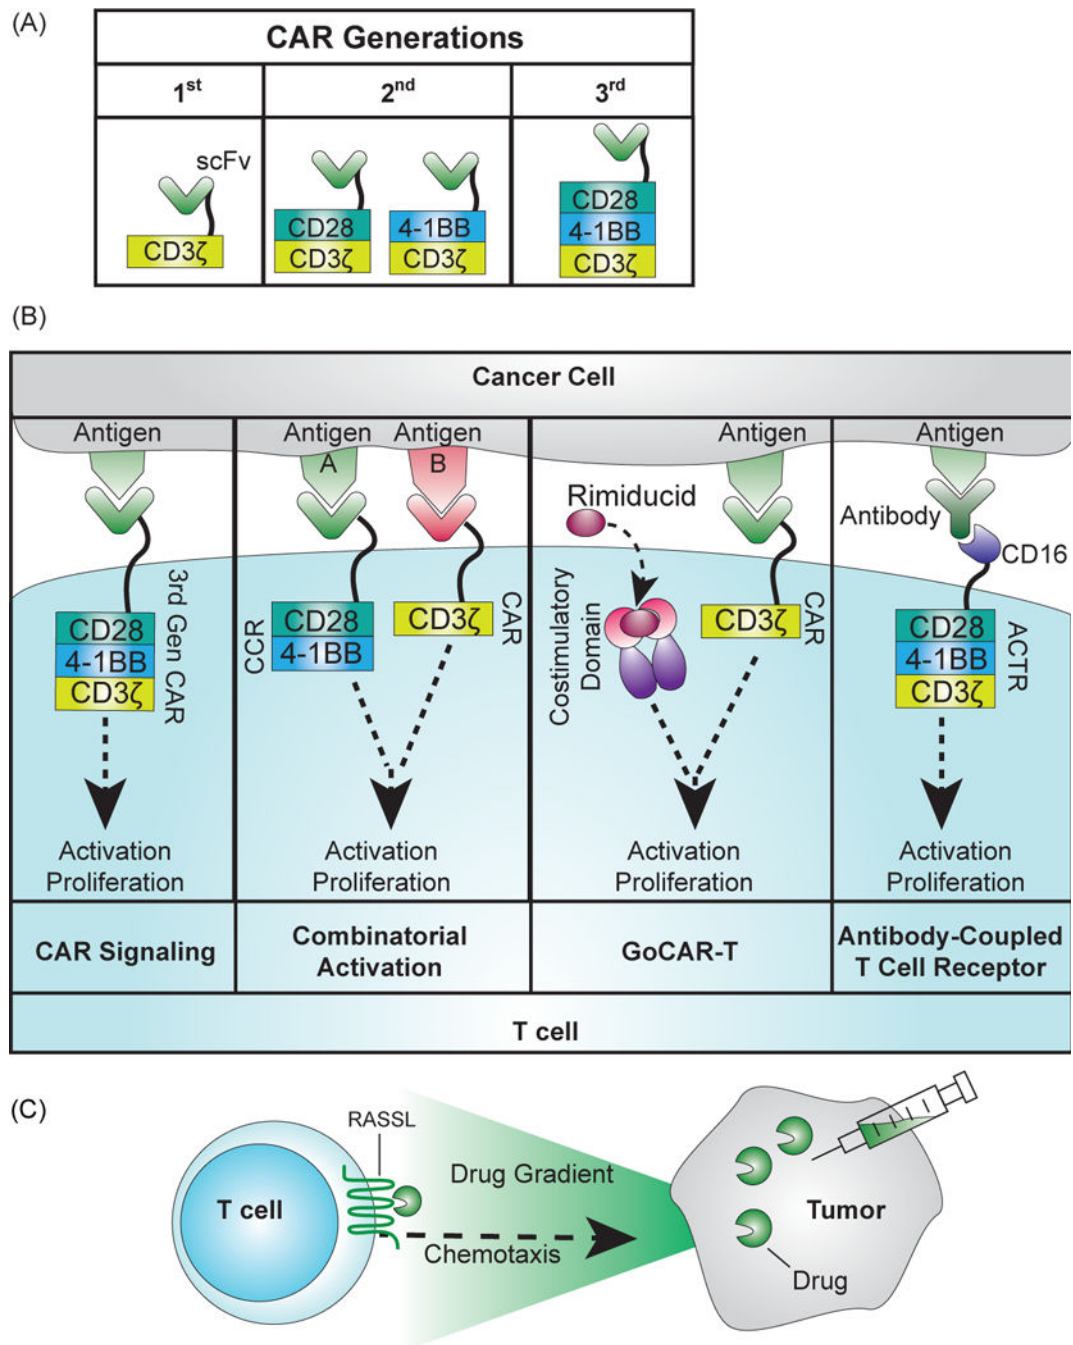 (A)
CAR Generations
1st
2nd
3rd
scFv
CD3ζ
CD28
CD3ζ
4-1BB
CD3ζ
CD28
4-1BB
CD3ζ
(B)
Cancer Cell
Antigen
3rd Gen CAR
CD28
4-1BB
CD3ζ
Activation
Proliferation
CAR Signaling
Antigen
A
Antigen
B
CCR
CD28
4-1BB
CD3ζ
CAR
Activation
Proliferation
Combinatorial
Activation
Antigen
Rimiducid
Costimulatory
Domain
CD3ζ
CAR
Activation
Proliferation
GoCAR-T
Antigen
Antibody
CD16
CD28
4-1BB
CD3ζ
ACTR
Activation
Proliferation
Antibody-Coupled
T Cell Receptor
T cell
(C)
RASSL
T cell
Drug Gradient
Chemotaxis
Tumor
Drug